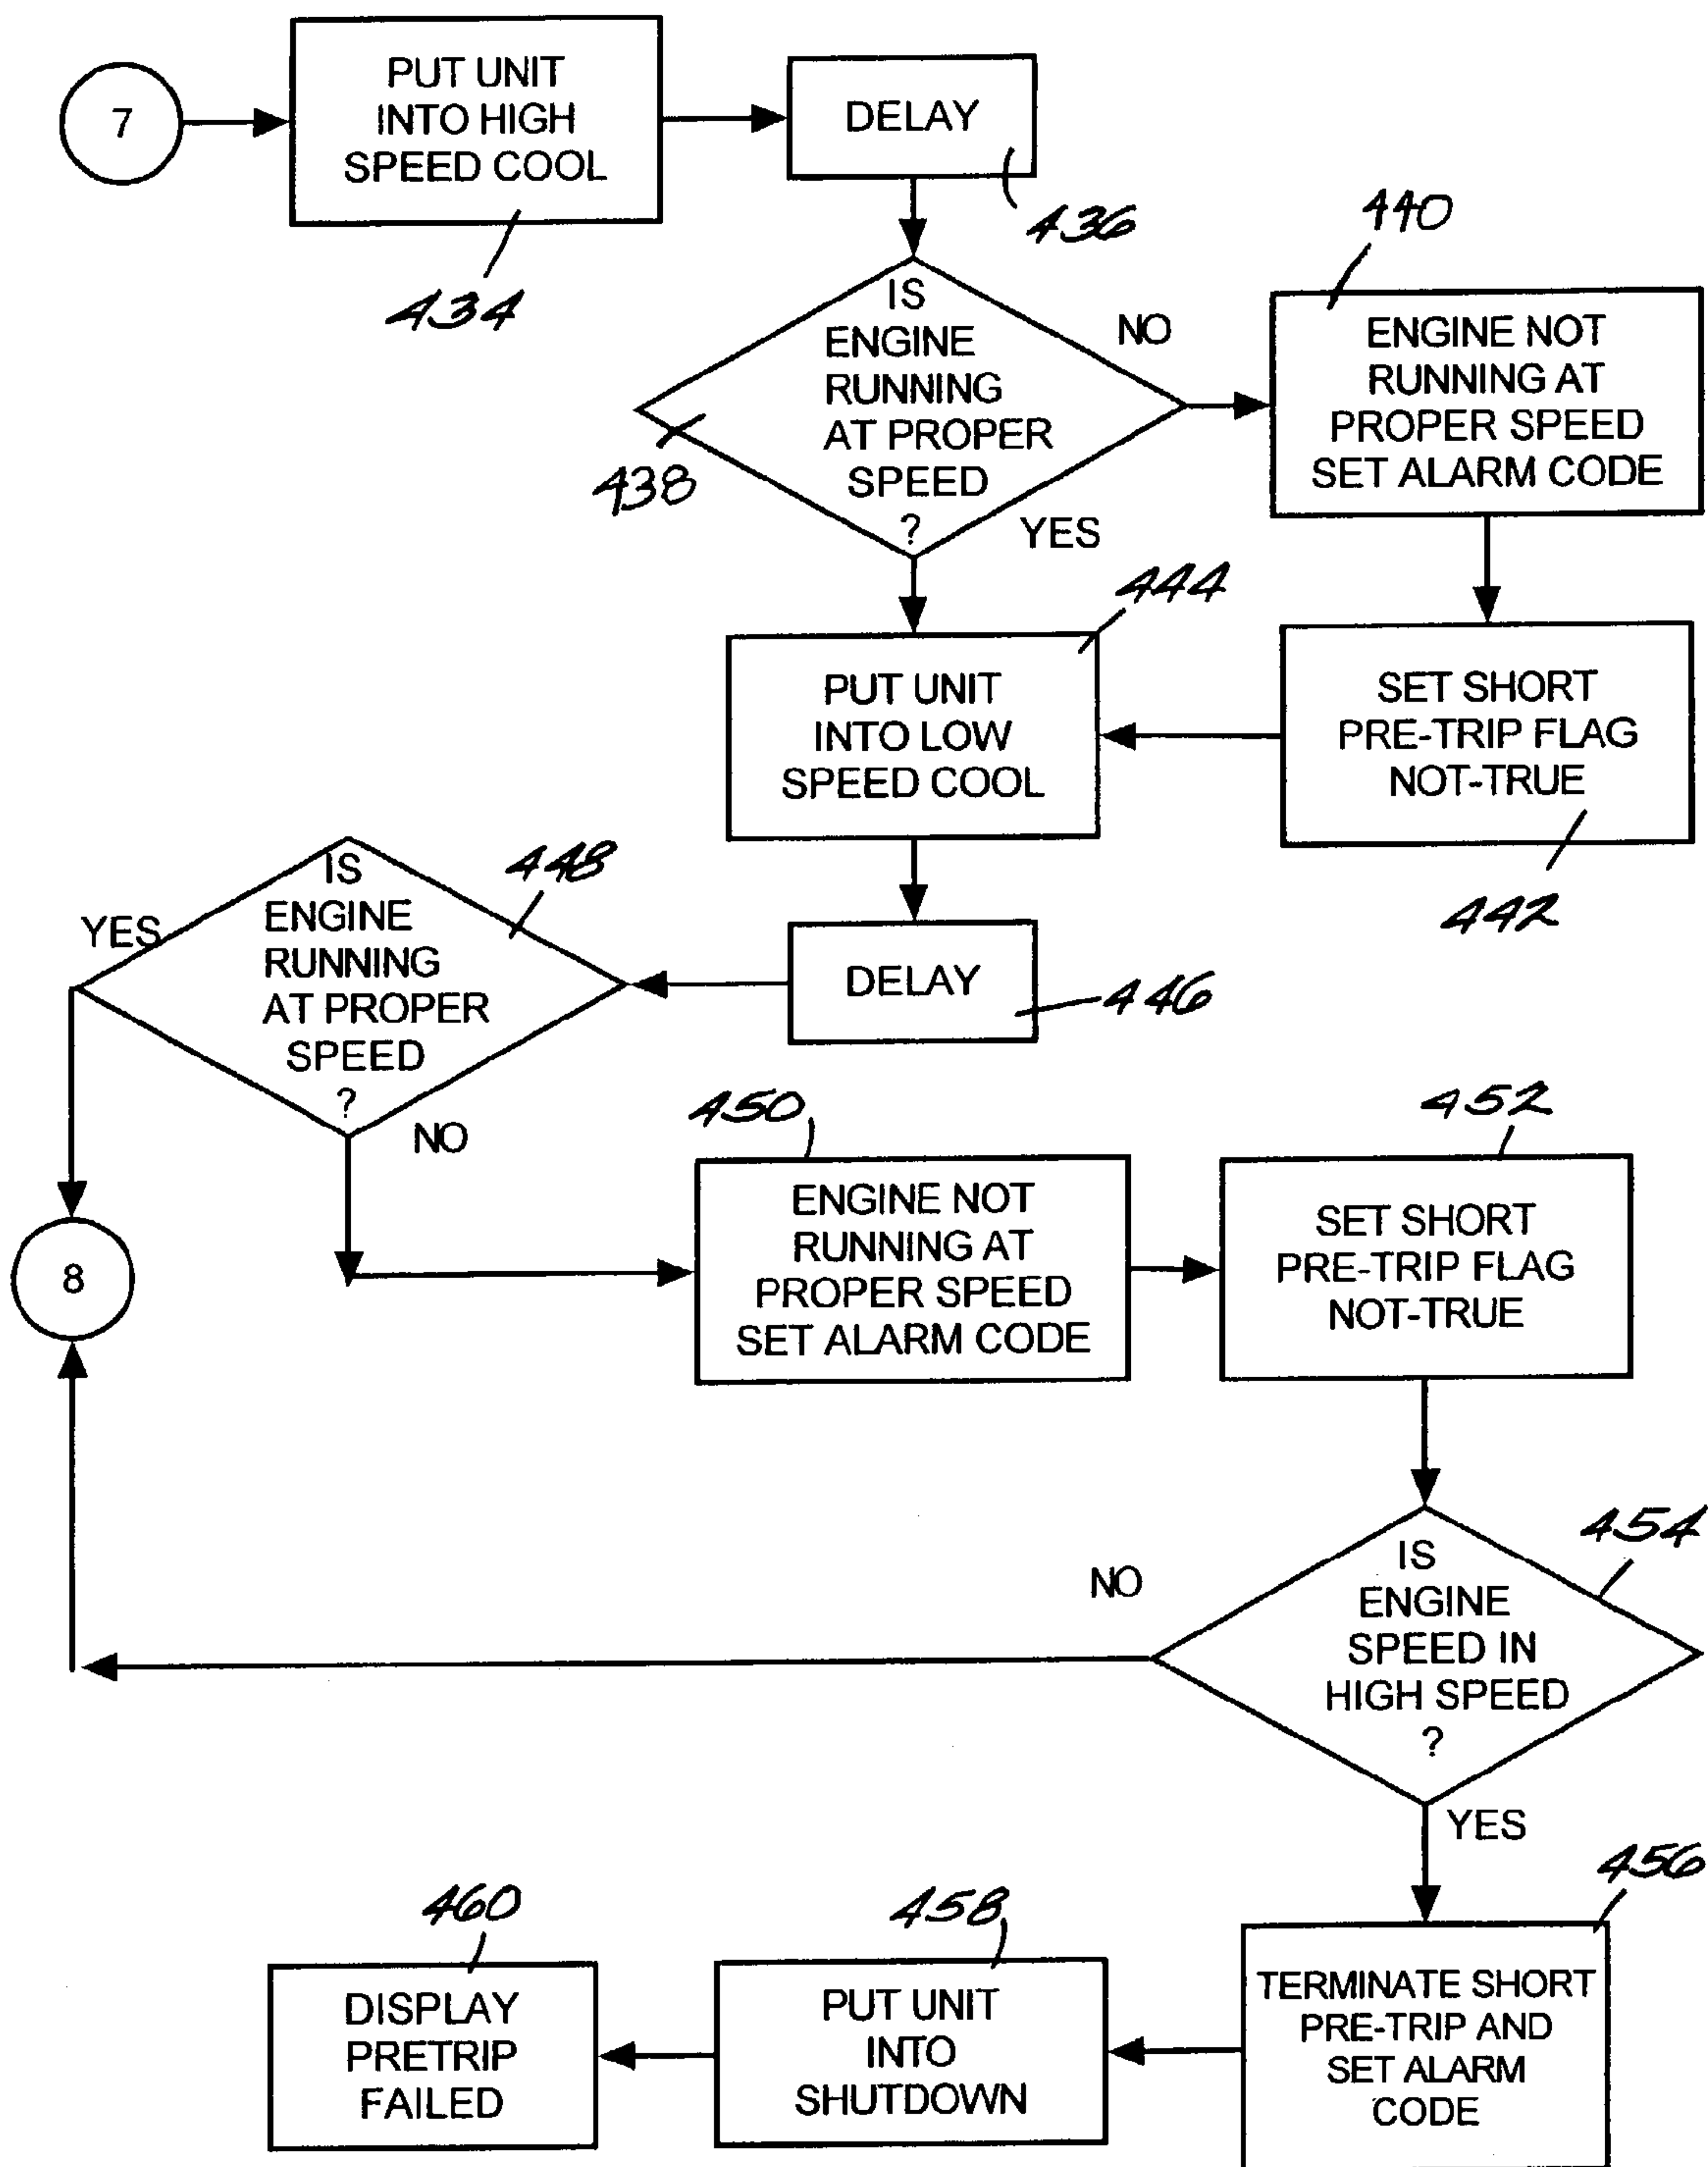 7
PUT UNIT
INTO HIGH
SPEED COOL
434
DELAY
436
IS
ENGINE
RUNNING
AT PROPER
SPEED
?
438
NO
YES
440
ENGINE NOT
RUNNING AT
PROPER SPEED
SET ALARM CODE
SET SHORT
PRE-TRIP FLAG
NOT-TRUE
442
444
PUT UNIT
INTO LOW
SPEED COOL
DELAY
446
448
IS
ENGINE
RUNNING
AT PROPER
SPEED
?
YES
NO
8
450
ENGINE NOT
RUNNING AT
PROPER SPEED
SET ALARM CODE
452
SET SHORT
PRE-TRIP FLAG
NOT-TRUE
454
IS
ENGINE
SPEED IN
HIGH SPEED
?
NO
YES
456
TERMINATE SHORT
PRE-TRIP AND
SET ALARM
CODE
458
PUT UNIT
INTO
SHUTDOWN
460
DISPLAY
PRETRIP
FAILED